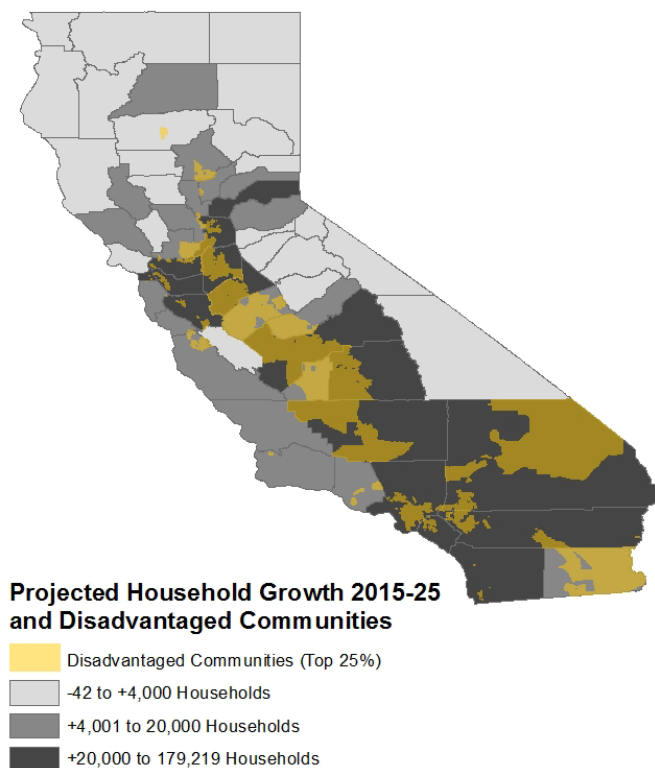 Projected Household Growth 2015-25
and Disadvantaged Communities
Disadvantaged Communities (Top 25%)
-42 to +4,000 Households
+4,001 to 20,000 Households
+20,000 to 179,219 Households